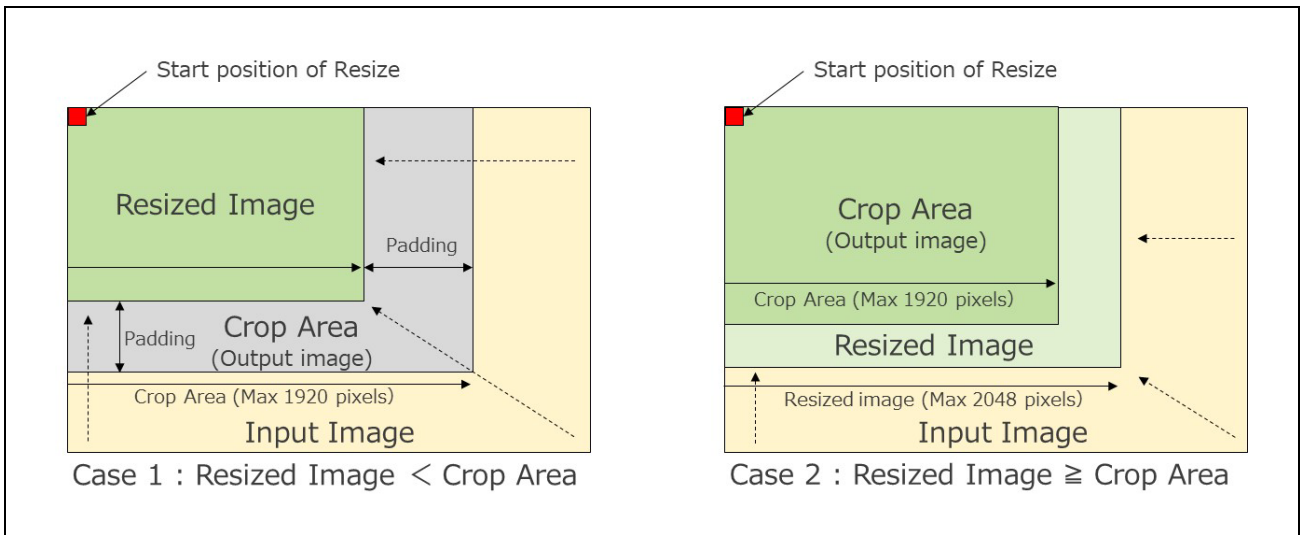 Start position of Resize
Resized Image
Padding
Padding
Crop Area
(Output image)
Crop Area (Max 1920 pixels)
Input Image
Case 1 : Resized Image ＜ Crop Area
Start position of Resize
Crop Area
(Output image)
Crop Area (Max 1920 pixels)
Resized Image
Resized image (Max 2048 pixels)
Input Image
Case 2 : Resized Image ≧ Crop Area